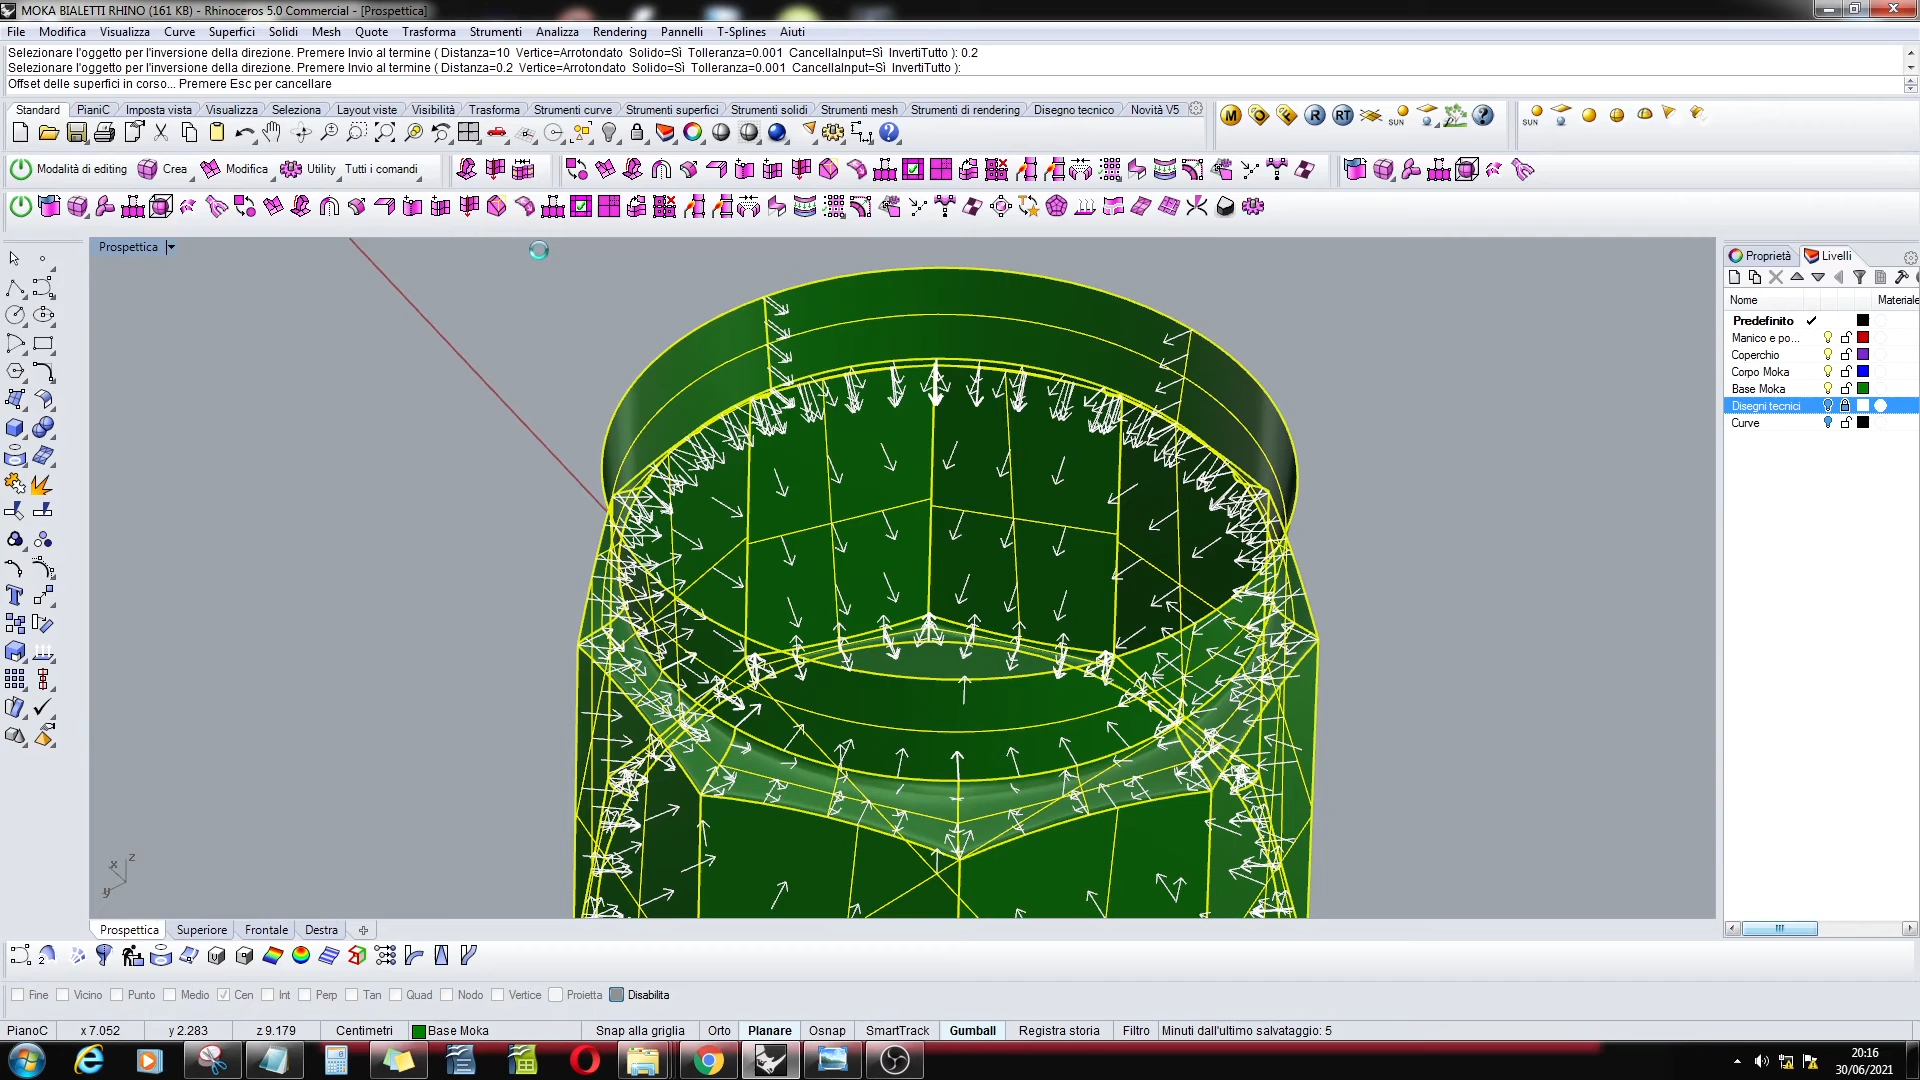 MOKA BIALETTI RHINO (161 KB) - Rhinoceros 5.0 Commercial - [Prospettica]
File Modifica Visualizza Curve Superfici Solidi Mesh Quote Trasforma Strumenti Analizza Rendering Pannelli T-Splines Aiuti
Selezionare l'oggetto per l'inversione della direzione. Premere Invio al termine ( Distanza=10 Vertice=Arrotondato Solido=Sì Tolleranza=0.001 CancellaInput=Sì InvertiTutto ): 0.2
Selezionare l'oggetto per l'inversione della direzione. Premere Invio al termine ( Distanza=0.2 Vertice=Arrotondato Solido=Sì Tolleranza=0.001 CancellaInput=Sì InvertiTutto ):
Offset delle superfici in corso... Premere Esc per cancellare
Standard PianiC Imposta vista Visualizza Selezione Layout viste Visibilità Trasforma Strumenti curve Strumenti superfici Strumenti solidi Strumenti mesh Strumenti di rendering Disegno tecnico Novità V5
M R RT SUN SUN
Modalità di editing Crea Modifica Utility Tutti i comandi
Prospettica
Proprietà Livelli
Nome Materiale
Predefinito
Manico e po...
Coperchio
Corpo Moka
Base Moka
Disegni tecnici
Curve
z
x
y
Prospettica Superiore Frontale Destra
Fine Vicino Punto Medio Cen Int Perp Tan Quad Nodo Vertice Proietta Disabilita
PianoC x 7.052 y 2.283 z 9.179 Centimetri Base Moka Snap alla griglia Orto Planare Osnap SmartTrack Gumball Registra storia Filtro Minuti dall'ultimo salvataggio: 5
20:16
30/06/2021